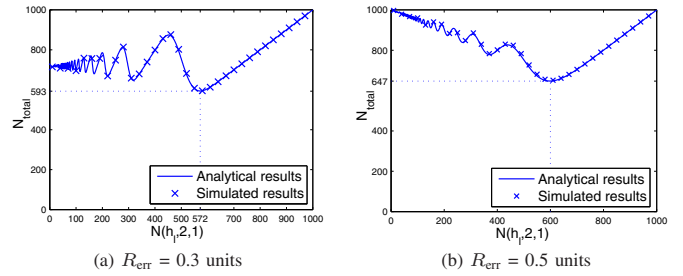 1000
800
593
400
200
0
N_total
0 100 200 300 400 500 572 700 800 900 1000
N(h_l,2,1)
Analytical results
Simulated results
(a) R_err = 0.3 units
1000
800
647
400
200
0
N_total
0 200 400 600 800 1000
N(h_l,2,1)
Analytical results
Simulated results
(b) R_err = 0.5 units